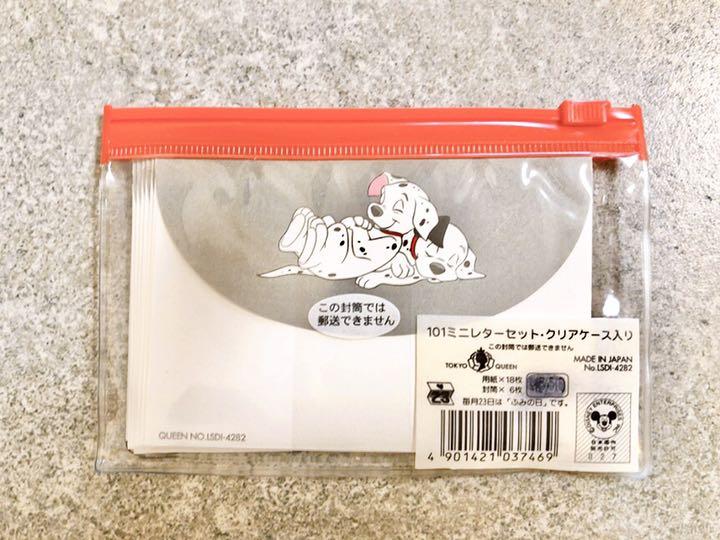 この封筒では
郵送できません
101ミニレターセット・クリアケース入り
この封筒では郵送できません
TOKYO QUEEN
MADE IN JAPAN
No.LSDI-4282
用紙×18枚
封筒× 6枚
23
毎月23日は「ふみの日」です。
4 901421 037469
827
QUEEN NO.LSDI-4282